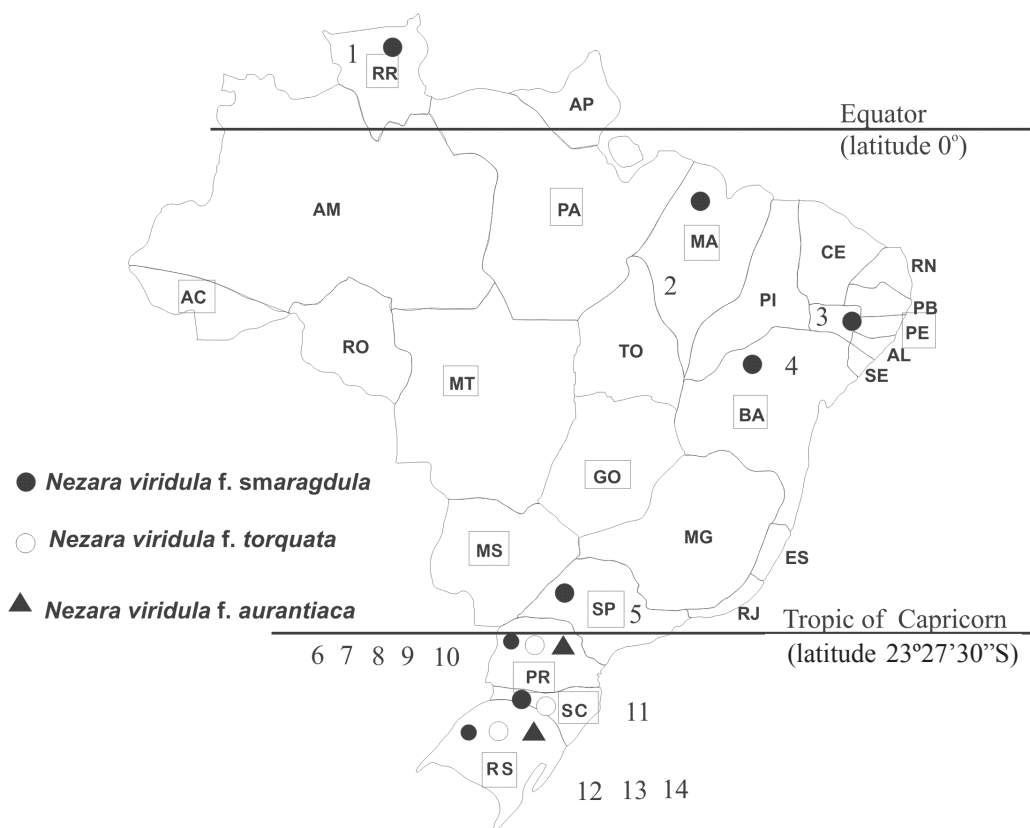 1
RR
AP
Equator
(latitude 0º)
AM
PA
MA
CE
RN
AC
2
PI
3
PB
PE
RO
TO
4
AL
SE
MT
BA
Nezara viridula f. smaragdula
GO
Nezara viridula f. torquata
MS
MG
ES
Nezara viridula f. aurantiaca
SP
5
RJ
Tropic of Capricorn
(latitude 23º27’30”S)
6 7 8 9 10
PR
SC
11
RS
12 13 14